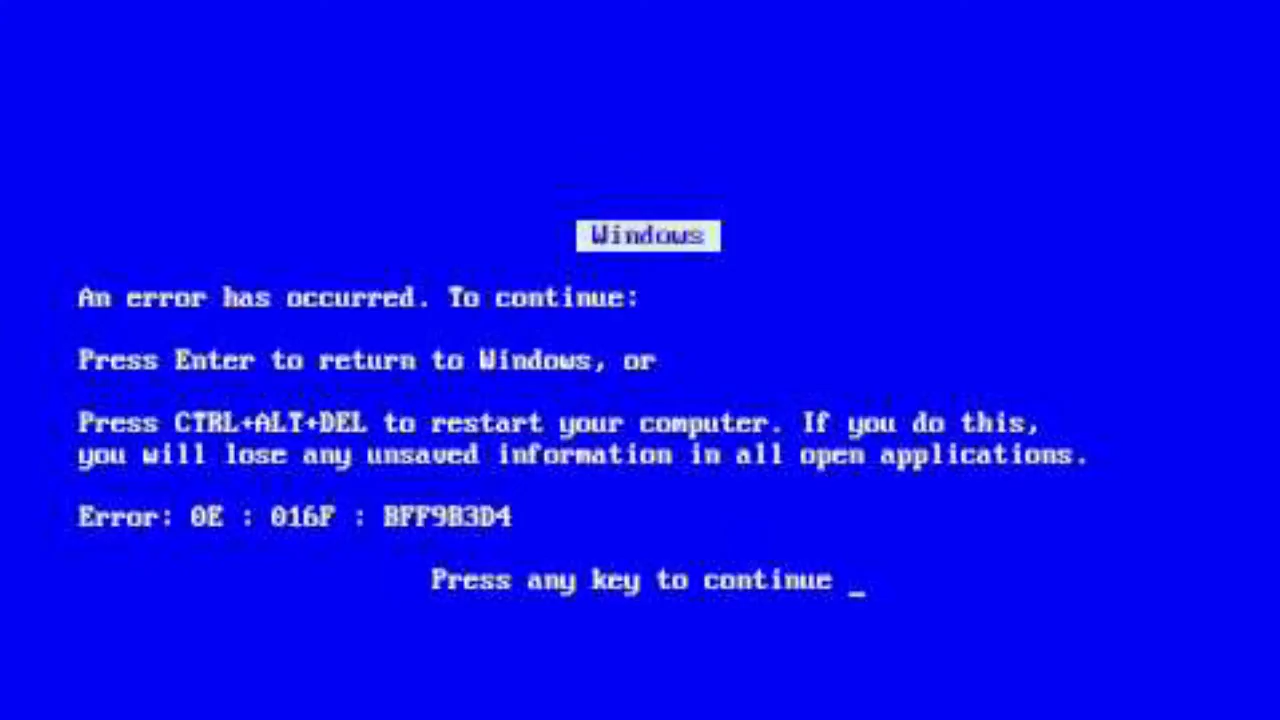 Windows
An error has occurred. To continue:
Press Enter to return to Windows, or
Press CTRL+ALT+DEL to restart your computer. If you do this,
you will lose any unsaved information in all open applications.
Error: 0E : 016F : BFF9B3D4
Press any key to continue _